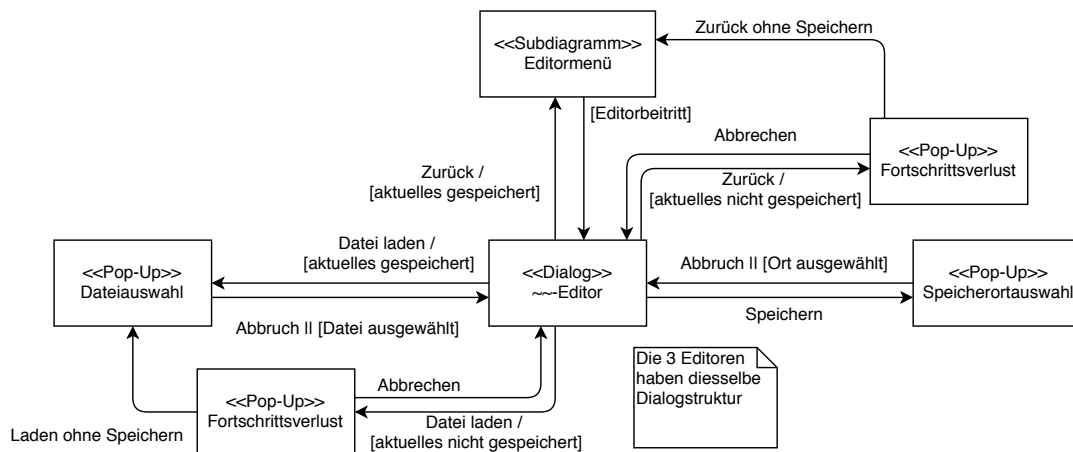 <<Subdiagramm>>
Editormenü
Zurück ohne Speichern
[Editorbeitritt]
Abbrechen
<<Pop-Up>>
Fortschrittsverlust
Zurück /
[aktuelles gespeichert]
Zurück /
[aktuelles nicht gespeichert]
<<Pop-Up>>
Dateiauswahl
Datei laden /
[aktuelles gespeichert]
<<Dialog>>
~~-Editor
Abbruch || [Ort ausgewählt]
<<Pop-Up>>
Speicherortauswahl
Abbruch || [Datei ausgewählt]
Speichern
Die 3 Editoren
haben diesselbe
Dialogstruktur
<<Pop-Up>>
Fortschrittsverlust
Abbrechen
Laden ohne Speichern
Datei laden /
[aktuelles nicht gespeichert]